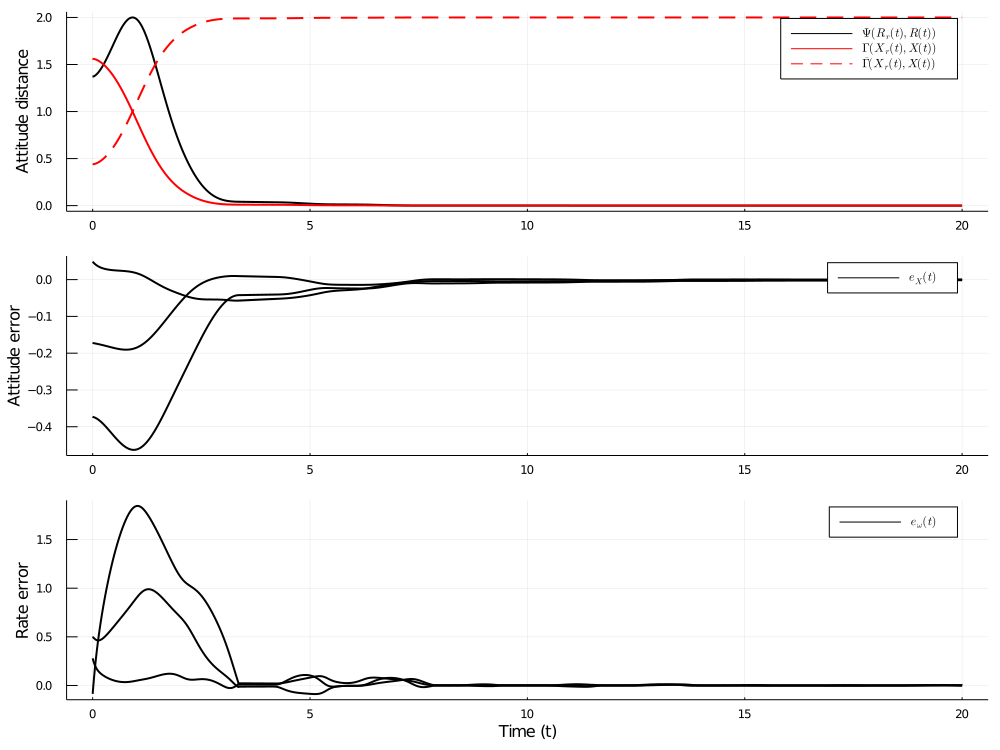 2.0
1.5
1.0
0.5
0.0
Attitude distance
Ψ(R_r(t), R(t))
Γ(X_r(t), X(t))
Γ̄(X_r(t), X(t))
0 5 10 15 20
0.0
−0.1
−0.2
−0.3
−0.4
Attitude error
e_X(t)
0 5 10 15 20
1.5
1.0
0.5
0.0
Rate error
e_ω(t)
0 5 10 15 20
Time (t)